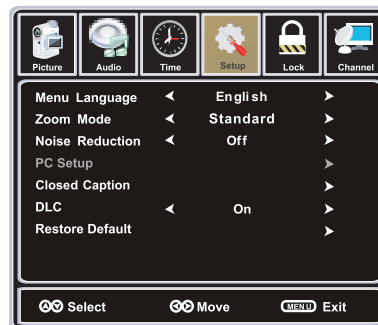 Picture Audio Time Setup Lock Channel
Menu Language English
Zoom Mode Standard
Noise Reduction Off
PC Setup
Closed Caption
DLC On
Restore Default
Select Move MENU Exit